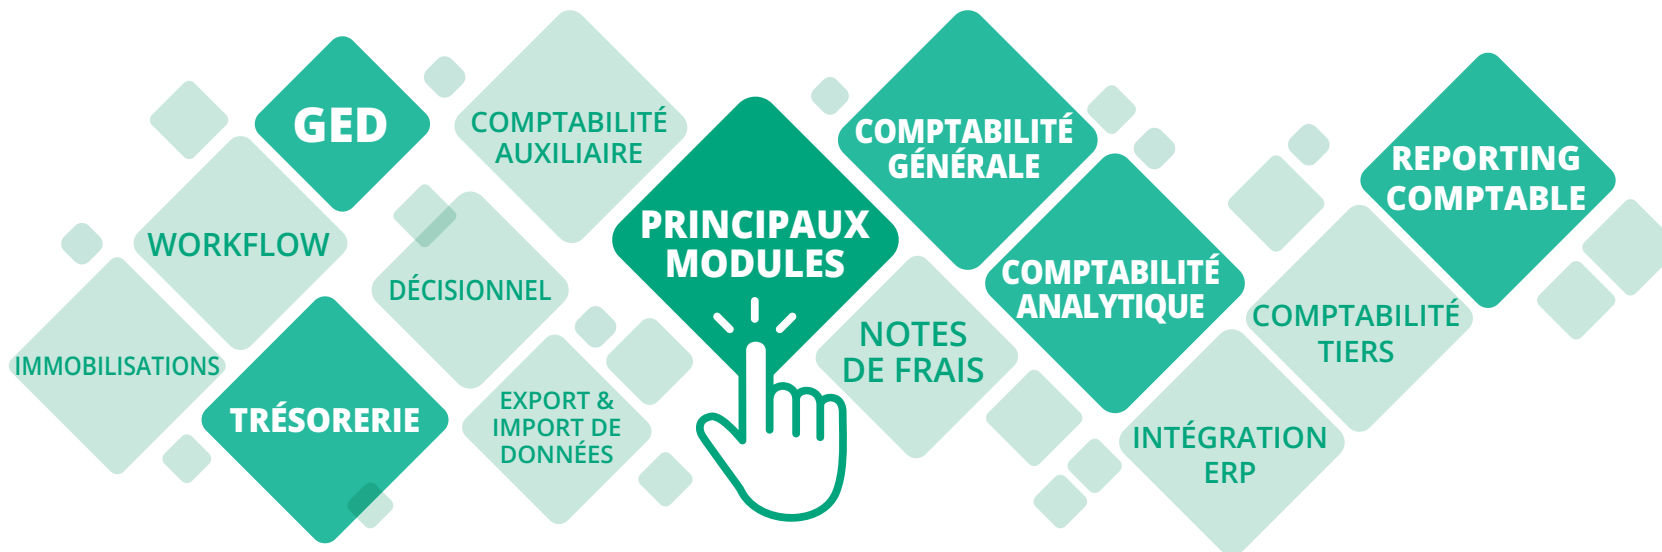 GED
COMPTABILITÉ
AUXILIAIRE
WORKFLOW
DÉCISIONNEL
IMMOBILISATIONS
TRÉSORERIE
EXPORT &
IMPORT DE
DONNÉES
PRINCIPAUX
MODULES
COMPTABILITÉ
GÉNÉRALE
NOTES
DE FRAIS
COMPTABILITÉ
ANALYTIQUE
REPORTING
COMPTABLE
COMPTABILITÉ
TIERS
INTÉGRATION
ERP